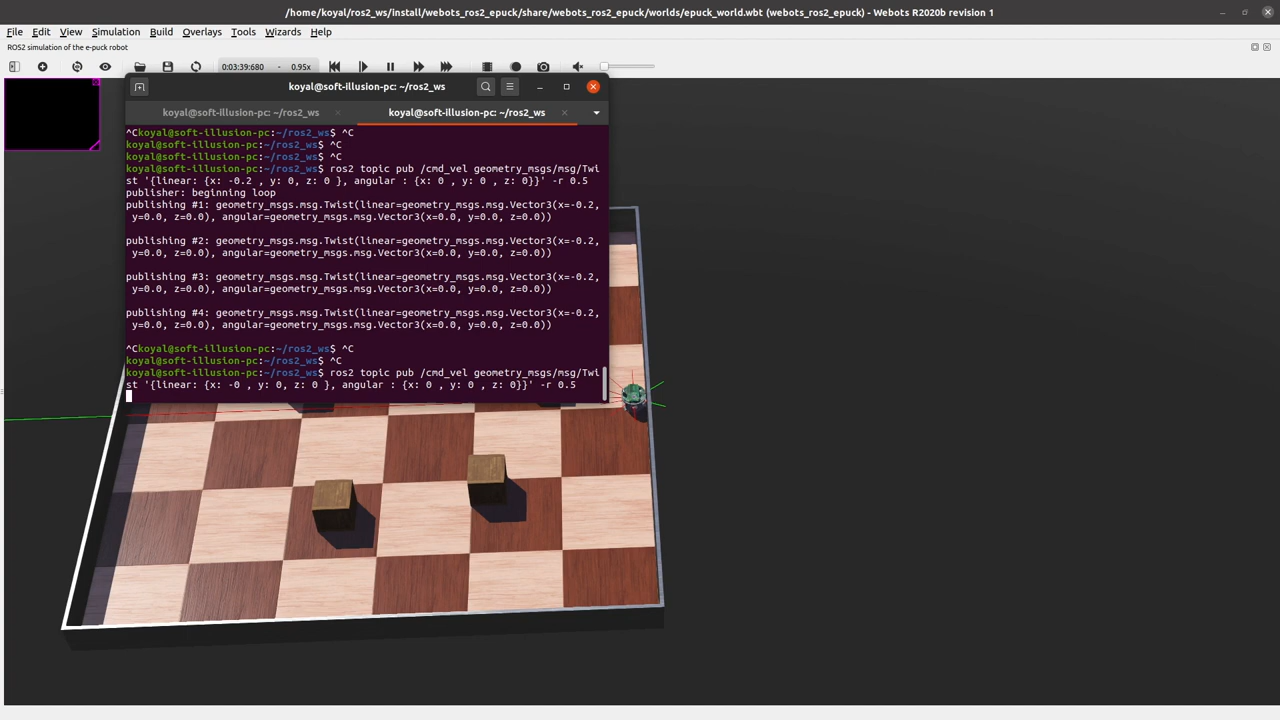 /home/koyal/ros2_ws/install/webots_ros2_epuck/share/webots_ros2_epuck/worlds/epuck_world.wbt (webots_ros2_epuck) - Webots R2020b revision 1
File Edit View Simulation Build Overlays Tools Wizards Help
ROS2 simulation of the e-puck robot
0:03:39:680 - 0.95x
koyal@soft-illusion-pc: ~/ros2_ws
koyal@soft-illusion-pc: ~/ros2_ws koyal@soft-illusion-pc: ~/ros2_ws
^Ckoyal@soft-illusion-pc:~/ros2_ws$ ^C
koyal@soft-illusion-pc:~/ros2_ws$ ^C
koyal@soft-illusion-pc:~/ros2_ws$ ^C
koyal@soft-illusion-pc:~/ros2_ws$ ros2 topic pub /cmd_vel geometry_msgs/msg/Twi
st '{linear: {x: -0.2 , y: 0, z: 0 }, angular : {x: 0 , y: 0 , z: 0}}' -r 0.5
publisher: beginning loop
publishing #1: geometry_msgs.msg.Twist(linear=geometry_msgs.msg.Vector3(x=-0.2,
y=0.0, z=0.0), angular=geometry_msgs.msg.Vector3(x=0.0, y=0.0, z=0.0))
publishing #2: geometry_msgs.msg.Twist(linear=geometry_msgs.msg.Vector3(x=-0.2,
y=0.0, z=0.0), angular=geometry_msgs.msg.Vector3(x=0.0, y=0.0, z=0.0))
publishing #3: geometry_msgs.msg.Twist(linear=geometry_msgs.msg.Vector3(x=-0.2,
y=0.0, z=0.0), angular=geometry_msgs.msg.Vector3(x=0.0, y=0.0, z=0.0))
publishing #4: geometry_msgs.msg.Twist(linear=geometry_msgs.msg.Vector3(x=-0.2,
y=0.0, z=0.0), angular=geometry_msgs.msg.Vector3(x=0.0, y=0.0, z=0.0))
^Ckoyal@soft-illusion-pc:~/ros2_ws$ ^C
koyal@soft-illusion-pc:~/ros2_ws$ ^C
koyal@soft-illusion-pc:~/ros2_ws$ ros2 topic pub /cmd_vel geometry_msgs/msg/Twi
st '{linear: {x: -0 , y: 0, z: 0 }, angular : {x: 0 , y: 0 , z: 0}}' -r 0.5